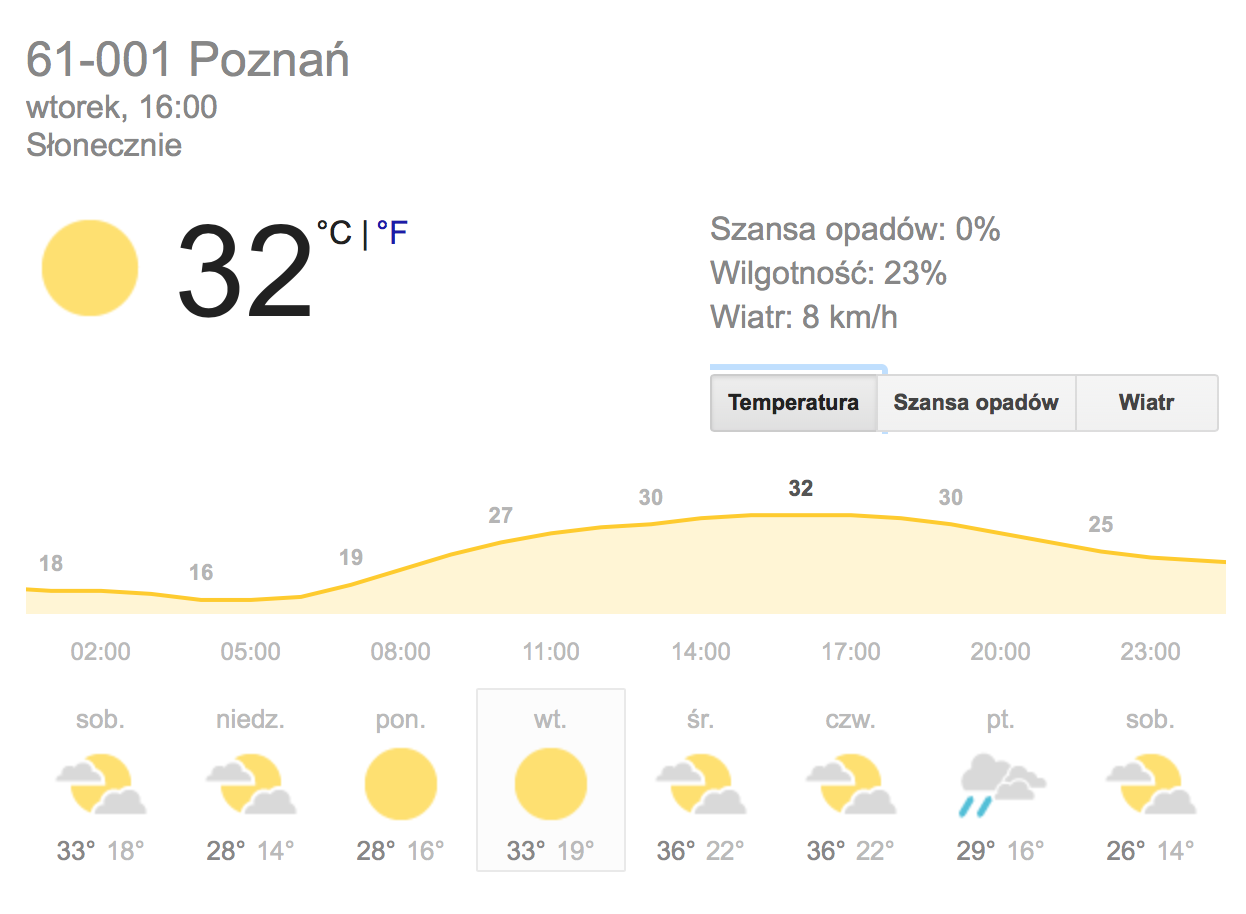 61-001 Poznań
wtorek, 16:00
Słonecznie
32 °C | °F
Szansa opadów: 0%
Wilgotność: 23%
Wiatr: 8 km/h
Temperatura Szansa opadów Wiatr
18 16 19 27 30 32 30 25
02:00 05:00 08:00 11:00 14:00 17:00 20:00 23:00
sob. niedz. pon. wt. śr. czw. pt. sob.
33° 18° 28° 14° 28° 16° 33° 19° 36° 22° 36° 22° 29° 16° 26° 14°